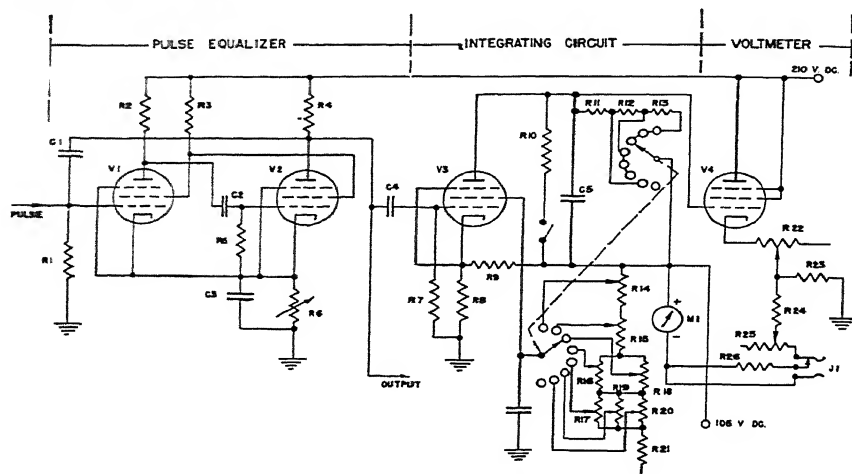 PULSE EQUALIZER
INTEGRATING CIRCUIT
VOLTMETER
210 V DC.
R2
R3
R4
C1
V1
V2
V3
V4
R10
R11
R12
R13
C2
C4
C5
PULSE
R5
R22
R1
C3
R6
R7
R8
R9
R14
R23
M1
R24
R15
R25
R16
R19
R18
R26
J1
OUTPUT
R17
R20
R21
105 V DC.
+
−